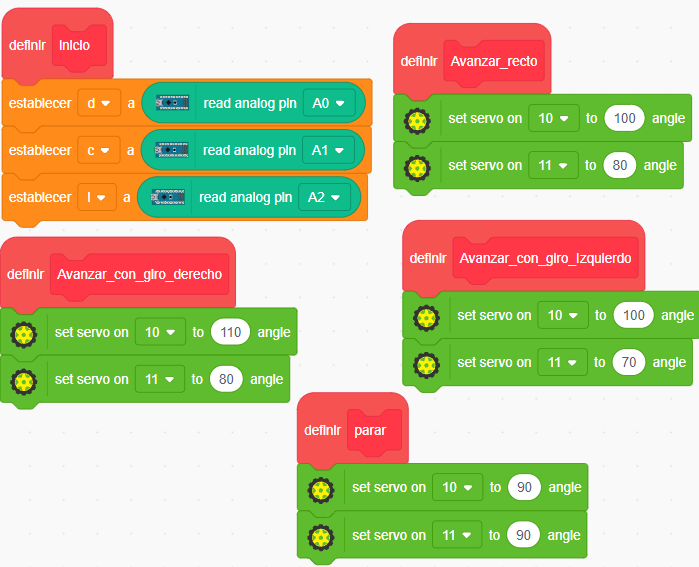 definir Inicio
establecer d a read analog pin A0
establecer c a read analog pin A1
establecer I a read analog pin A2
definir Avanzar_recto
set servo on 10 to 100 angle
set servo on 11 to 80 angle
definir Avanzar_con_giro_derecho
set servo on 10 to 110 angle
set servo on 11 to 80 angle
definir Avanzar_con_giro_Izquierdo
set servo on 10 to 100 angle
set servo on 11 to 70 angle
definir parar
set servo on 10 to 90 angle
set servo on 11 to 90 angle